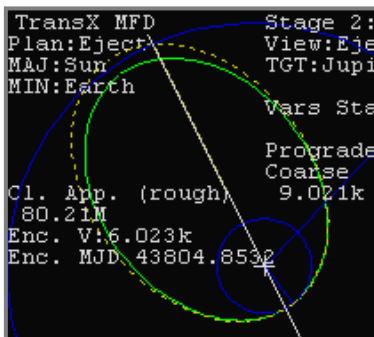 TransX MFD
Stage 2:
Plan:Eject
View:Eje
MAJ:Sun
TGT:Jupi
MIN:Earth
Vars Sta
Prograde
Coarse
Cl. App. (rough)
9.021k
80.21M
Enc. V:6.023k
Enc. MJD 43804.8532